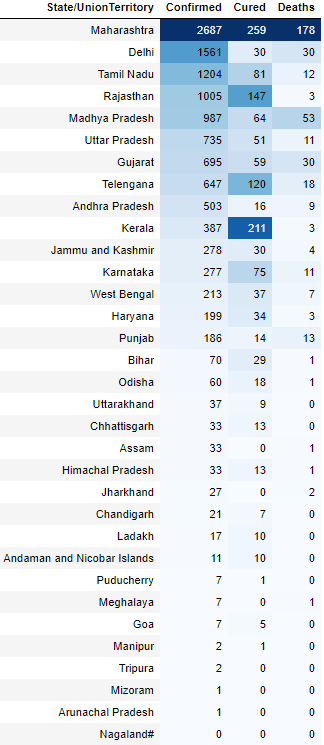 State/UnionTerritory Confirmed Cured Deaths
Maharashtra 2687 259 178
Delhi 1561 30 30
Tamil Nadu 1204 81 12
Rajasthan 1005 147 3
Madhya Pradesh 987 64 53
Uttar Pradesh 735 51 11
Gujarat 695 59 30
Telengana 647 120 18
Andhra Pradesh 503 16 9
Kerala 387 211 3
Jammu and Kashmir 278 30 4
Karnataka 277 75 11
West Bengal 213 37 7
Haryana 199 34 3
Punjab 186 14 13
Bihar 70 29 1
Odisha 60 18 1
Uttarakhand 37 9 0
Chhattisgarh 33 13 0
Assam 33 0 1
Himachal Pradesh 33 13 1
Jharkhand 27 0 2
Chandigarh 21 7 0
Ladakh 17 10 0
Andaman and Nicobar Islands 11 10 0
Puducherry 7 1 0
Meghalaya 7 0 1
Goa 7 5 0
Manipur 2 1 0
Tripura 2 0 0
Mizoram 1 0 0
Arunachal Pradesh 1 0 0
Nagaland# 0 0 0